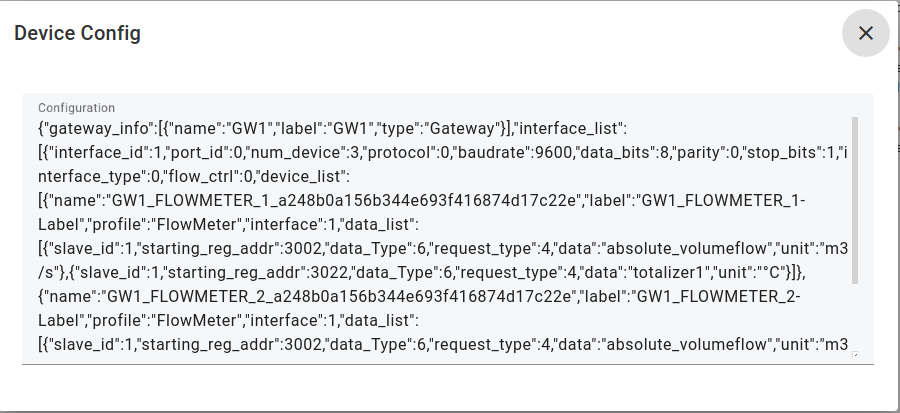 Device Config
Configuration
{"gateway_info":[{"name":"GW1","label":"GW1","type":"Gateway"}],"interface_list":
[{"interface_id":1,"port_id":0,"num_device":3,"protocol":0,"baudrate":9600,"data_bits":8,"parity":0,"stop_bits":1,"i
nterface_type":0,"flow_ctrl":0,"device_list":
[{"name":"GW1_FLOWMETER_1_a248b0a156b344e693f416874d17c22e","label":"GW1_FLOWMETER_1-
Label","profile":"FlowMeter","interface":1,"data_list":
[{"slave_id":1,"starting_reg_addr":3002,"data_Type":6,"request_type":4,"data":"absolute_volumeflow","unit":"m3
/s"},{"slave_id":1,"starting_reg_addr":3022,"data_Type":6,"request_type":4,"data":"totalizer1","unit":"°C"}]},
{"name":"GW1_FLOWMETER_2_a248b0a156b344e693f416874d17c22e","label":"GW1_FLOWMETER_2-
Label","profile":"FlowMeter","interface":1,"data_list":
[{"slave_id":1,"starting_reg_addr":3002,"data_Type":6,"request_type":4,"data":"absolute_volumeflow","unit":"m3